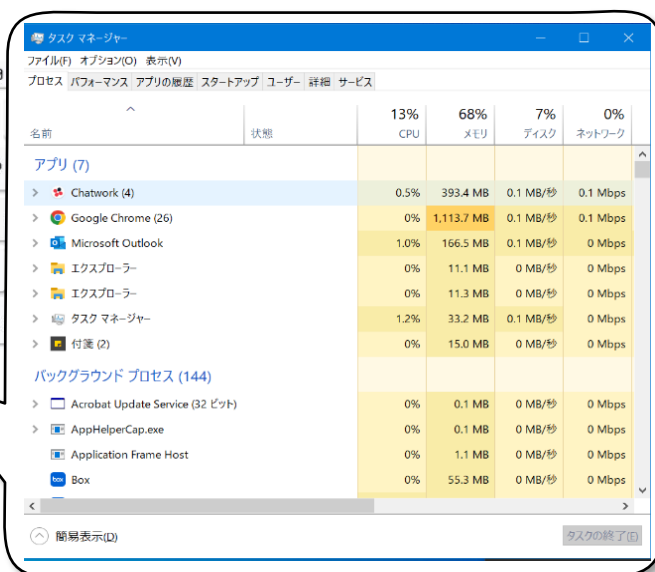 タスク マネージャー
ファイル(F) オプション(O) 表示(V)
プロセス パフォーマンス アプリの履歴 スタートアップ ユーザー 詳細 サービス
13% 68% 7% 0%
名前 状態 CPU メモリ ディスク ネットワーク
アプリ (7)
Chatwork (4) 0.5% 393.4 MB 0.1 MB/秒 0.1 Mbps
Google Chrome (26) 0% 1,113.7 MB 0.1 MB/秒 0.1 Mbps
Microsoft Outlook 1.0% 166.5 MB 0.1 MB/秒 0 Mbps
エクスプローラー 0% 11.1 MB 0 MB/秒 0 Mbps
エクスプローラー 0% 11.3 MB 0 MB/秒 0 Mbps
タスク マネージャー 1.2% 33.2 MB 0.1 MB/秒 0 Mbps
付箋 (2) 0% 15.0 MB 0 MB/秒 0 Mbps
バックグラウンド プロセス (144)
Acrobat Update Service (32 ビット) 0% 0.1 MB 0 MB/秒 0 Mbps
AppHelperCap.exe 0% 0.1 MB 0 MB/秒 0 Mbps
Application Frame Host 0% 1.1 MB 0 MB/秒 0 Mbps
box Box 0% 55.3 MB 0 MB/秒 0 Mbps
簡易表示(D) タスクの終了(E)